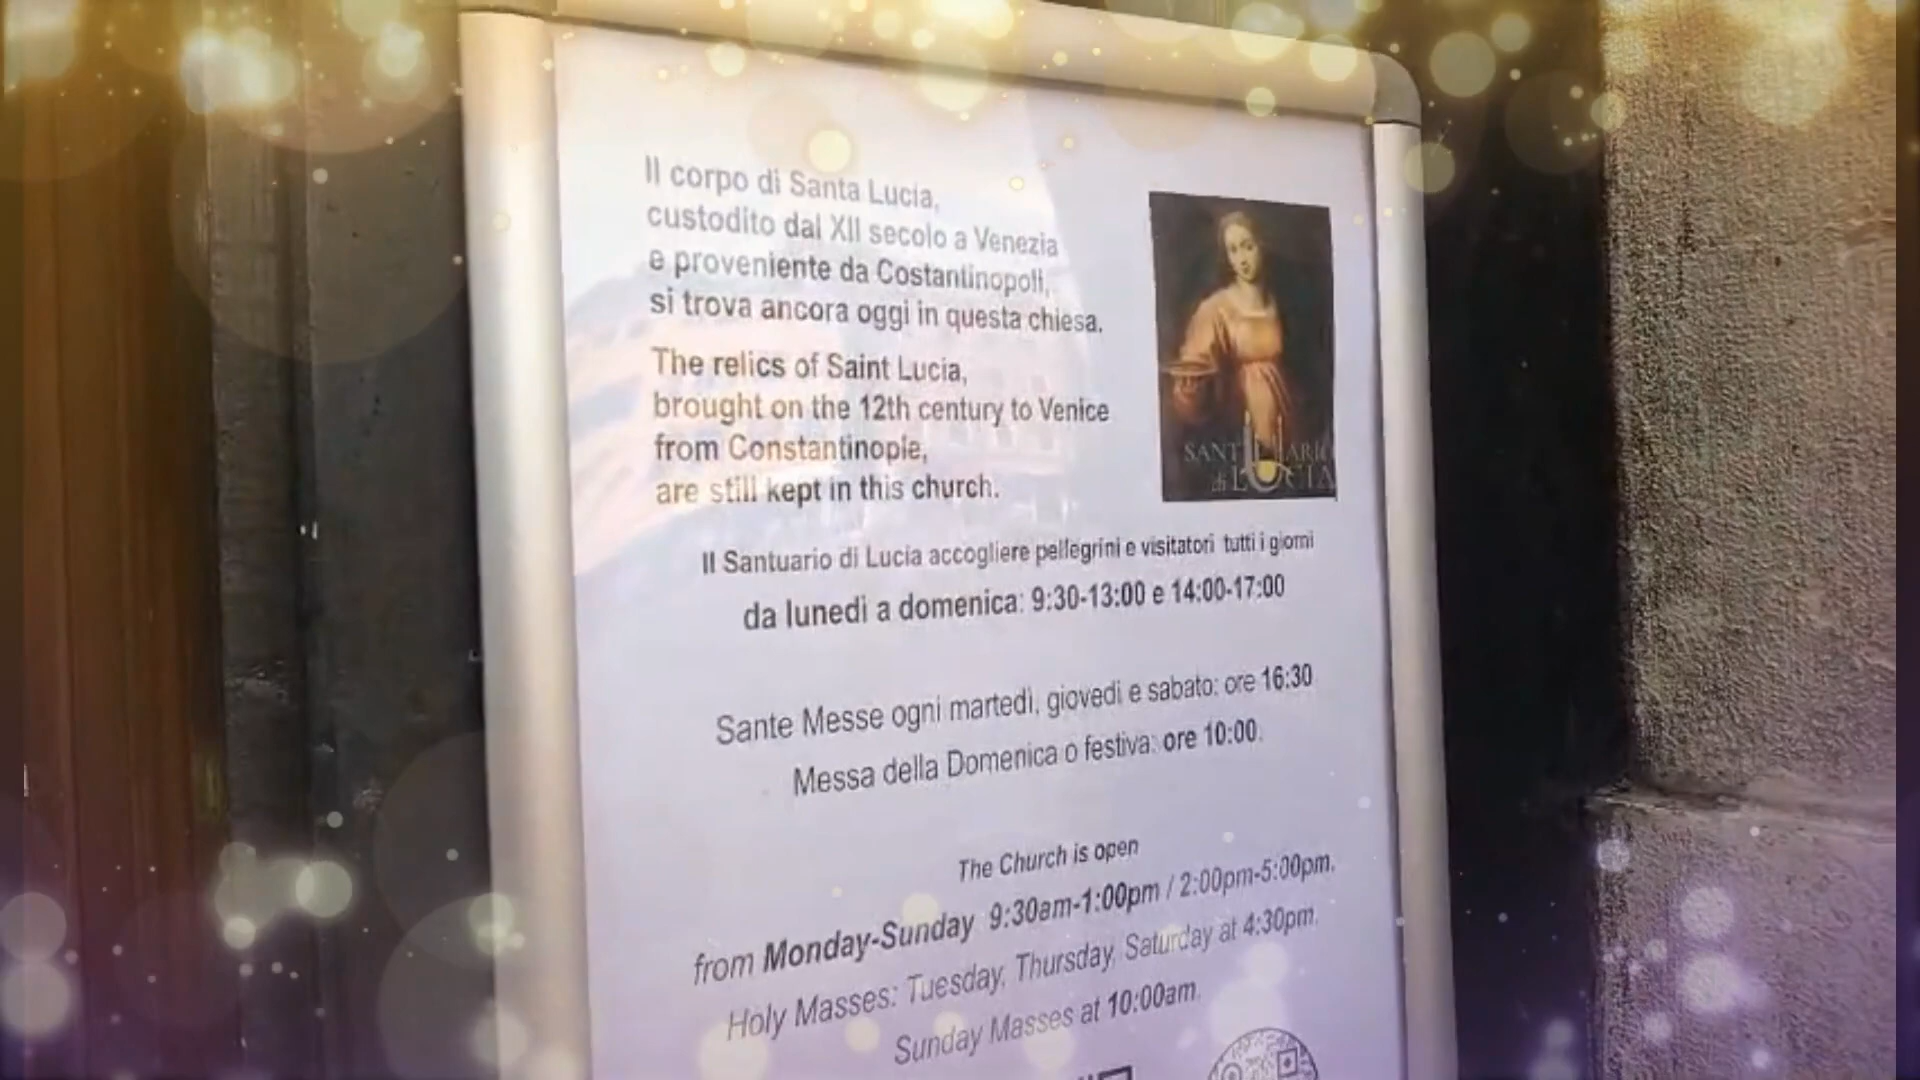 Il corpo di Santa Lucia,
custodito dal XII secolo a Venezia
e proveniente da Costantinopoli,
si trova ancora oggi in questa chiesa.
The relics of Saint Lucia,
brought on the 12th century to Venice
from Constantinople,
are still kept in this church.
SANTUARIO
di LUCIA
Il Santuario di Lucia accogliere pellegrini e visitatori tutti i giorni
da lunedì a domenica: 9:30-13:00 e 14:00-17:00
Sante Messe ogni martedì, giovedì e sabato: ore 16:30
Messa della Domenica o festiva: ore 10:00.
The Church is open
from Monday-Sunday 9:30am-1:00pm / 2:00pm-5:00pm.
Holy Masses: Tuesday, Thursday, Saturday at 4:30pm.
Sunday Masses at 10:00am.